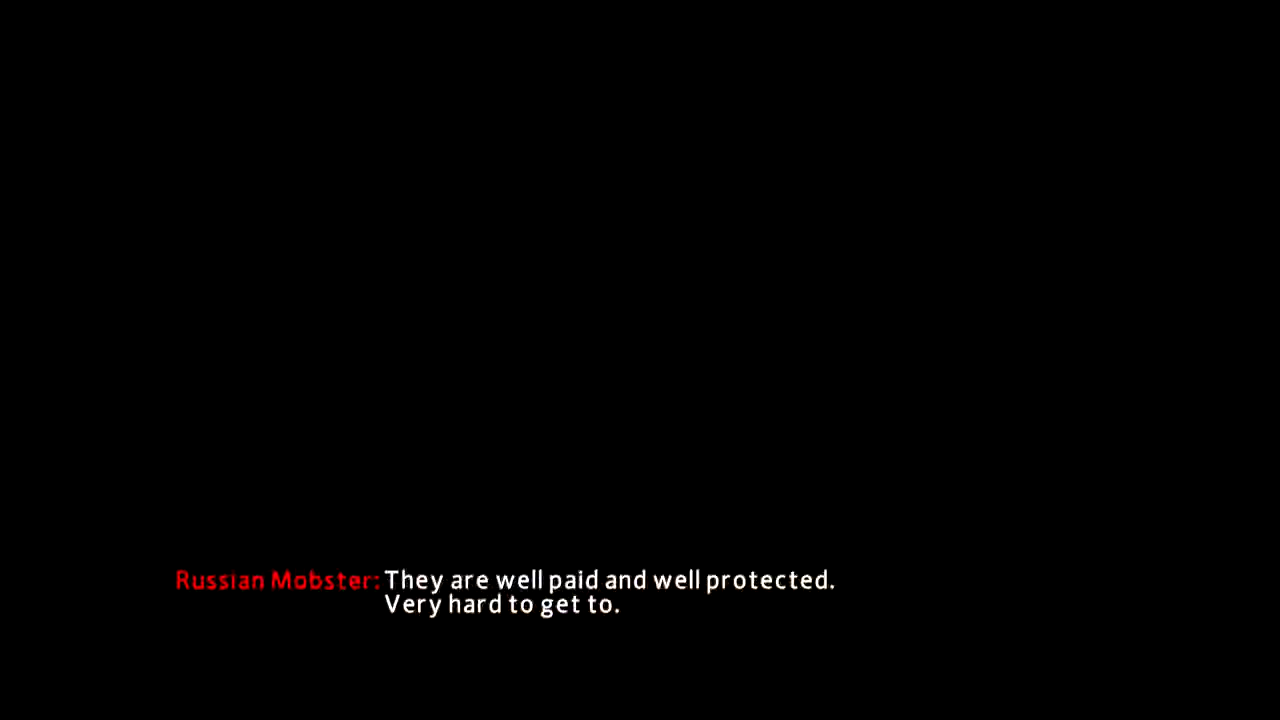 Russian Mobster: They are well paid and well protected.
Very hard to get to.